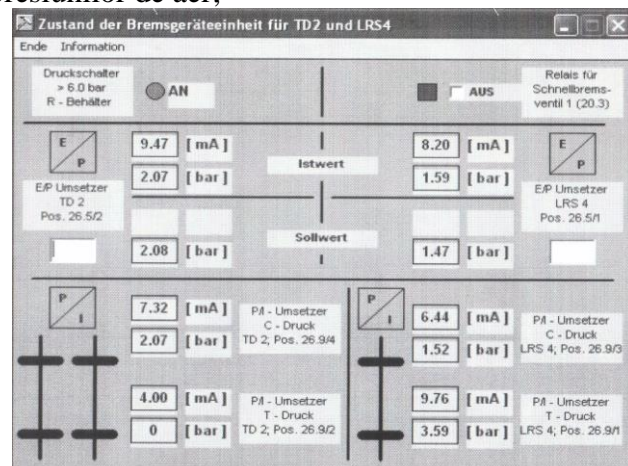 Zustand der Bremsgeräteeinheit für TD2 und LRS4
Ende Information
Druckschalter
> 6.0 bar
R - Behälter
AN
AUS
Relais für
Schnellbrems-
ventil 1 (20.3)
E
P
9.47 [ mA ]
2.07 [ bar ]
Istwert
8.20 [ mA ]
1.59 [ bar ]
E
P
E/P Umsetzer
TD 2
Pos. 26.5/2
E/P Umsetzer
LRS 4
Pos. 26.5/1
Sollwert
2.08 [ bar ]
1.47 [ bar ]
P
I
7.32 [ mA ]
2.07 [ bar ]
P/I - Umsetzer
C - Druck
TD 2; Pos. 26.9/4
P
I
6.44 [ mA ]
1.52 [ bar ]
P/I - Umsetzer
C - Druck
LRS 4; Pos. 26.9/3
4.00 [ mA ]
0 [ bar ]
P/I - Umsetzer
T - Druck
TD 2; Pos. 26.9/2
9.76 [ mA ]
3.59 [ bar ]
P/I - Umsetzer
T - Druck
LRS 4; Pos. 26.9/1